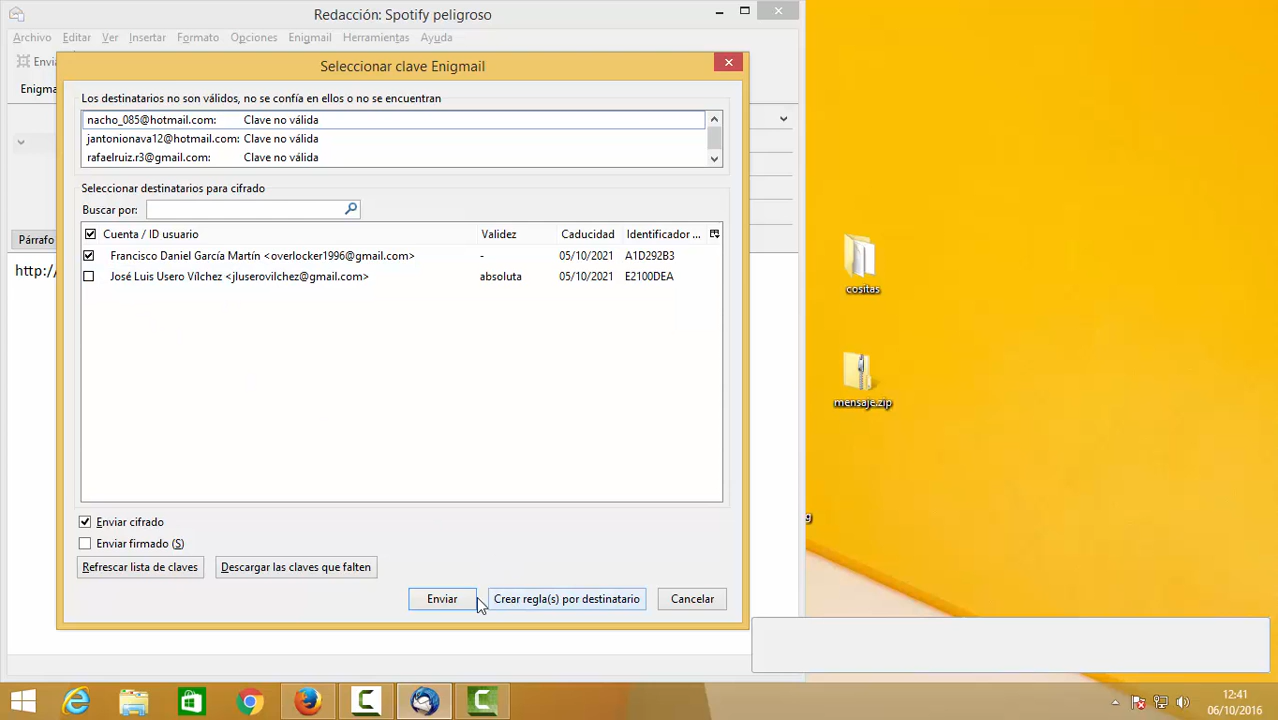 Redacción: Spotify peligroso
Archivo Editar Ver Insertar Formato Opciones Enigmail Herramientas Ayuda
Seleccionar clave Enigmail
Los destinatarios no son válidos, no se confía en ellos o no se encuentran
nacho_085@hotmail.com: Clave no válida
jantonionava12@hotmail.com: Clave no válida
rafaelruiz.r3@gmail.com: Clave no válida
Seleccionar destinatarios para cifrado
Buscar por:
Cuenta / ID usuario Validez Caducidad Identificador ...
Francisco Daniel García Martín <overlocker1996@gmail.com> - 05/10/2021 A1D292B3
José Luis Usero Vílchez <jluserovilchez@gmail.com> absoluta 05/10/2021 E2100DEA
Párrafo
http:/
Enviar cifrado
Enviar firmado (S)
Refrescar lista de claves Descargar las claves que falten
Enviar Crear regla(s) por destinatario Cancelar
cositas
mensaje.zip
12:41
06/10/2016